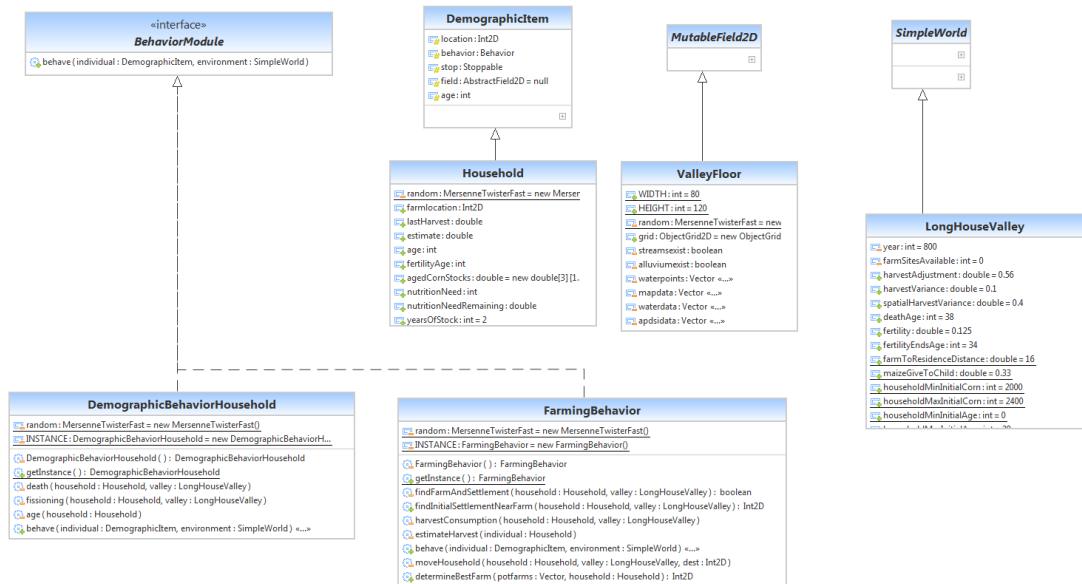 «interface»
BehaviorModule
behave ( individual : DemographicItem, environment : SimpleWorld )
DemographicItem
location : Int2D
behavior : Behavior
stop : Stoppable
field : AbstractField2D = null
age : int
MutableField2D
SimpleWorld
Household
random : MersenneTwisterFast = new Merser
farmlocation : Int2D
lastHarvest : double
estimate : double
age : int
fertilityAge : int
agedCornStocks : double = new double[3] [1.
nutritionNeed : int
nutritionNeedRemaining : double
yearsOfStock : int = 2
ValleyFloor
WIDTH : int = 80
HEIGHT : int = 120
random : MersenneTwisterFast = new
grid : ObjectGrid2D = new ObjectGrid
streamsexist : boolean
alluviumexist : boolean
waterpoints : Vector «...»
mapdata : Vector «...»
waterdata : Vector «...»
apdsidata : Vector «...»
LongHouseValley
year : int = 800
farmSitesAvailable : int = 0
harvestAdjustment : double = 0.56
harvestVariance : double = 0.1
spatialHarvestVariance : double = 0.4
deathAge : int = 38
fertility : double = 0.125
fertilityEndsAge : int = 34
farmToResidenceDistance : double = 16
maizeGiveToChild : double = 0.33
householdMinInitialCorn : int = 2000
householdMaxInitialCorn : int = 2400
householdMinInitialAge : int = 0
DemographicBehaviorHousehold
random : MersenneTwisterFast = new MersenneTwisterFast()
INSTANCE : DemographicBehaviorHousehold = new DemographicBehaviorH...
DemographicBehaviorHousehold ( ) : DemographicBehaviorHousehold
getInstance ( ) : DemographicBehaviorHousehold
death ( household : Household, valley : LongHouseValley )
fissioning ( household : Household, valley : LongHouseValley )
age ( household : Household )
behave ( individual : DemographicItem, environment : SimpleWorld ) «...»
FarmingBehavior
random : MersenneTwisterFast = new MersenneTwisterFast()
INSTANCE : FarmingBehavior = new FarmingBehavior()
FarmingBehavior ( ) : FarmingBehavior
getInstance ( ) : FarmingBehavior
findFarmAndSettlement ( household : Household, valley : LongHouseValley ) : boolean
findInitialSettlementNearFarm ( household : Household, valley : LongHouseValley ) : Int2D
harvestConsumption ( household : Household, valley : LongHouseValley )
estimateHarvest ( individual : Household )
behave ( individual : DemographicItem, environment : SimpleWorld ) «...»
moveHousehold ( household : Household, valley : LongHouseValley, dest : Int2D )
determineBestFarm ( potfarms : Vector, household : Household ) : Int2D